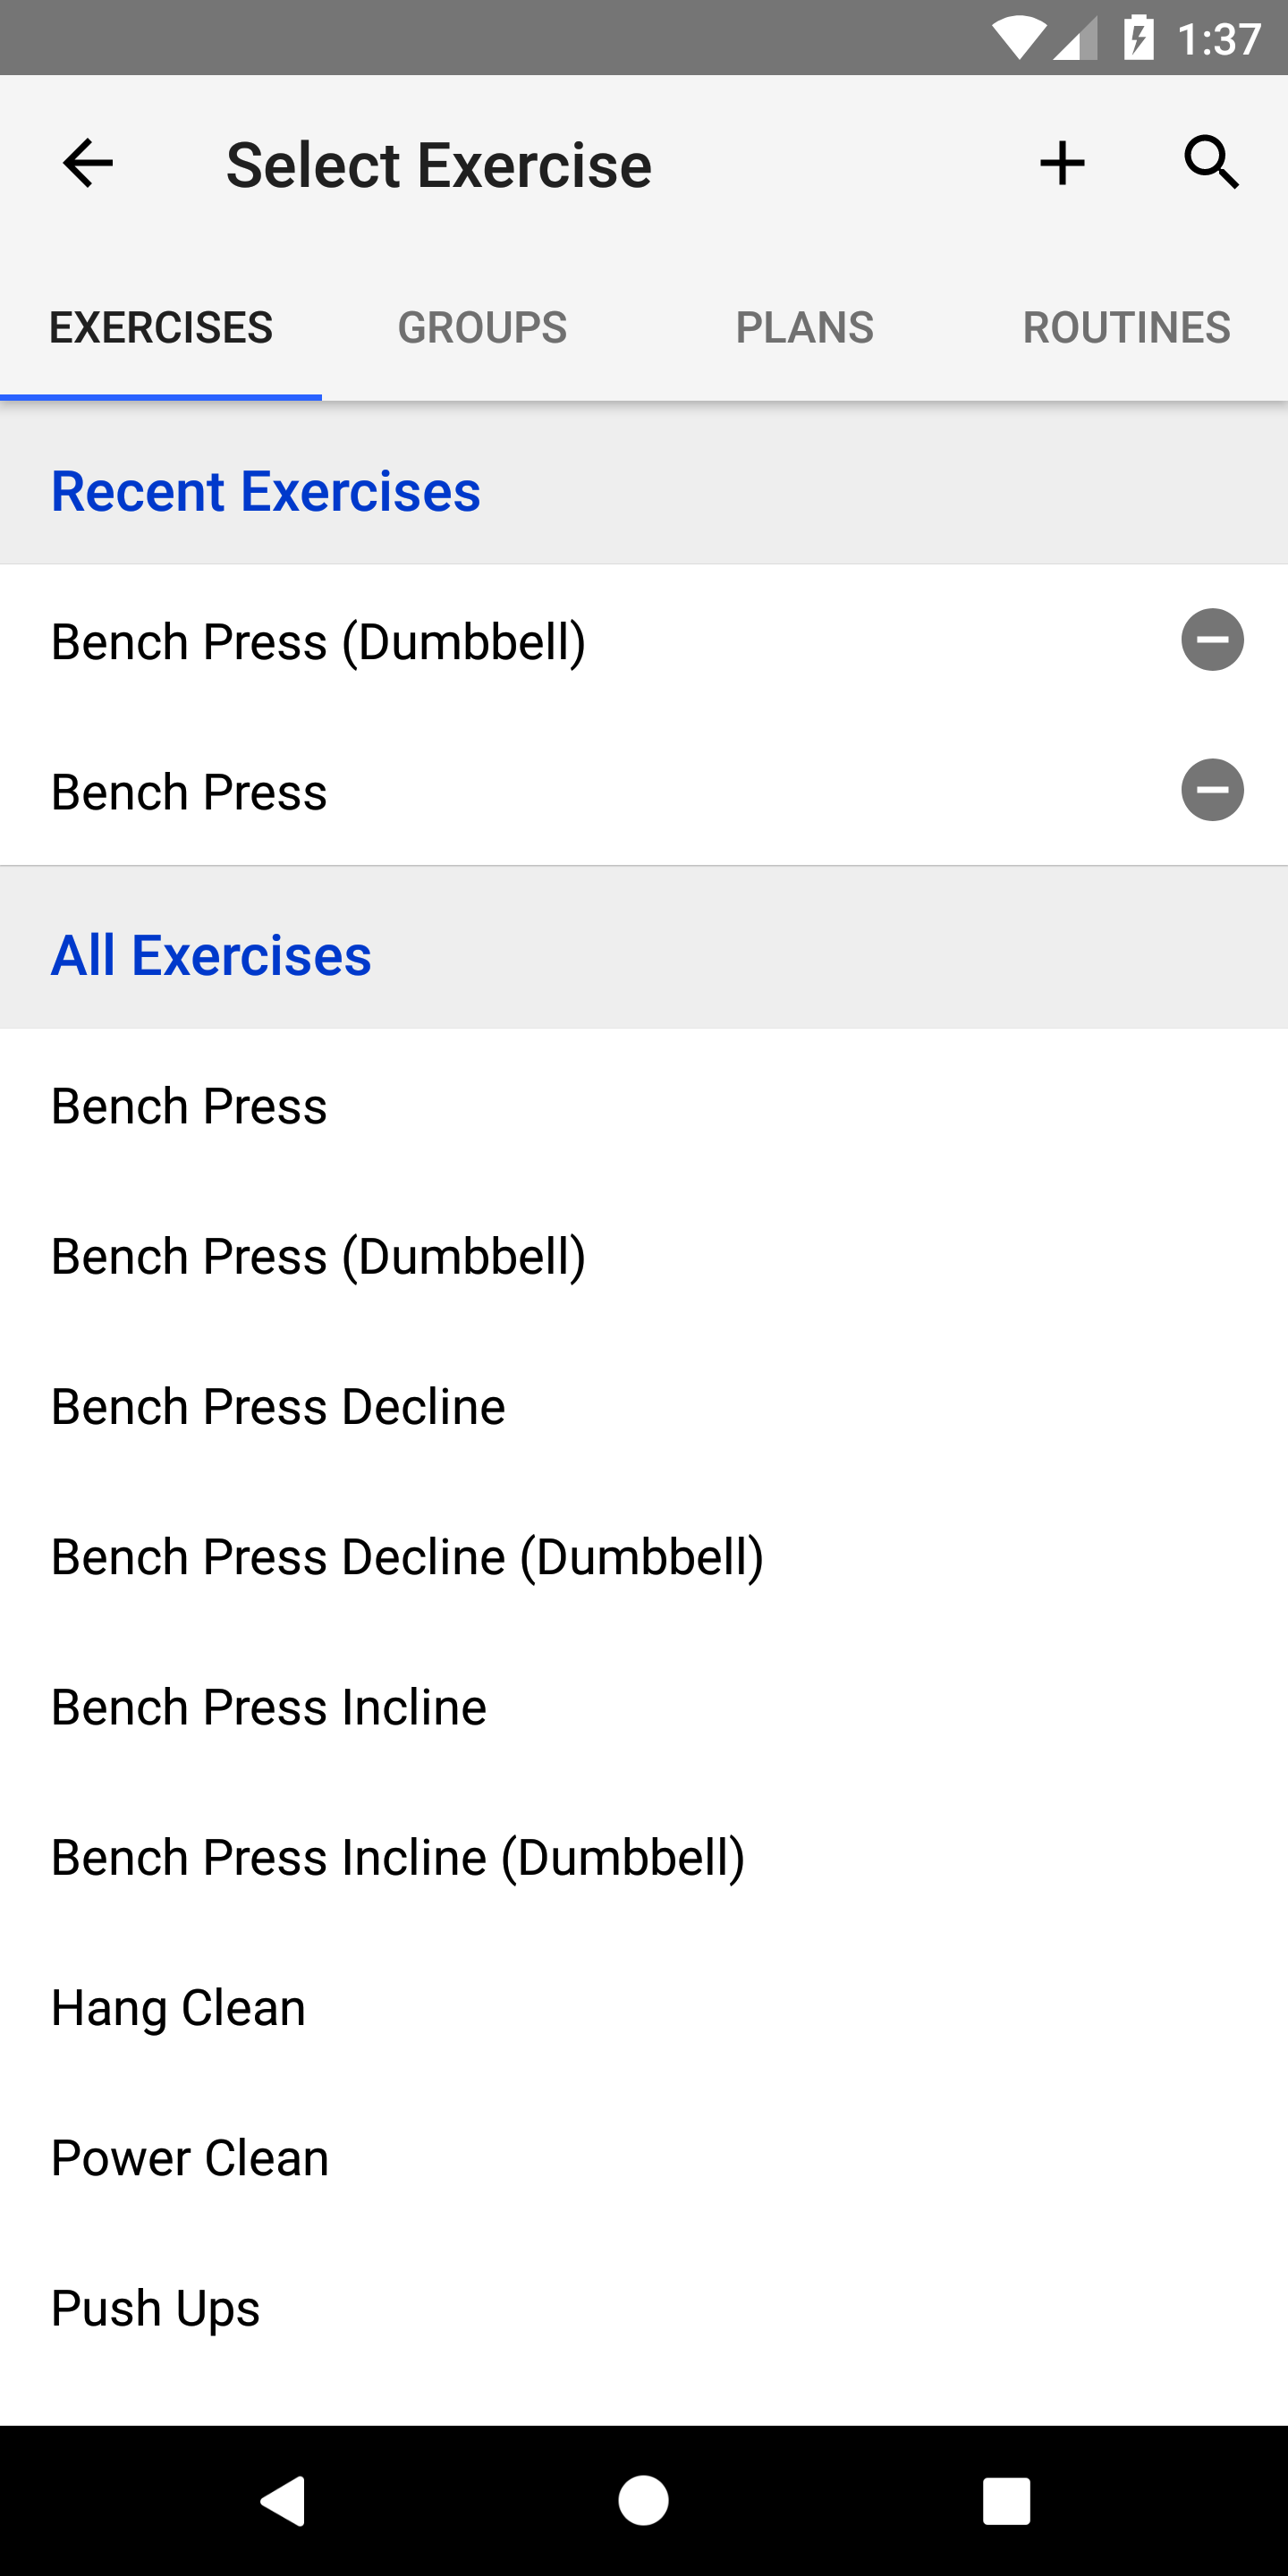 1:37
Select Exercise
EXERCISES GROUPS PLANS ROUTINES
Recent Exercises
Bench Press (Dumbbell)
Bench Press
All Exercises
Bench Press
Bench Press (Dumbbell)
Bench Press Decline
Bench Press Decline (Dumbbell)
Bench Press Incline
Bench Press Incline (Dumbbell)
Hang Clean
Power Clean
Push Ups